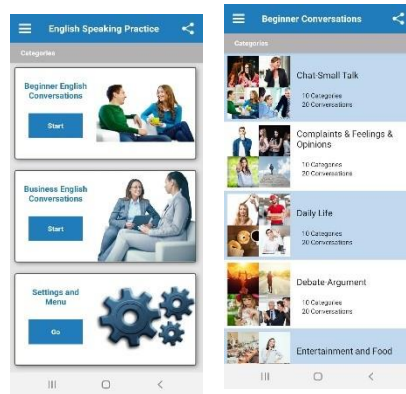 English Speaking Practice
Categories
Beginner English
Conversations
Start
Business English
Conversations
Start
Settings and
Menu
Go
Beginner Conversations
Categories
Chat-Small Talk
10 Categories
20 Conversations
Complaints & Feelings &
Opinions
10 Categories
20 Conversations
Daily Life
10 Categories
20 Conversations
Debate-Argument
10 Categories
20 Conversations
Entertainment and Food